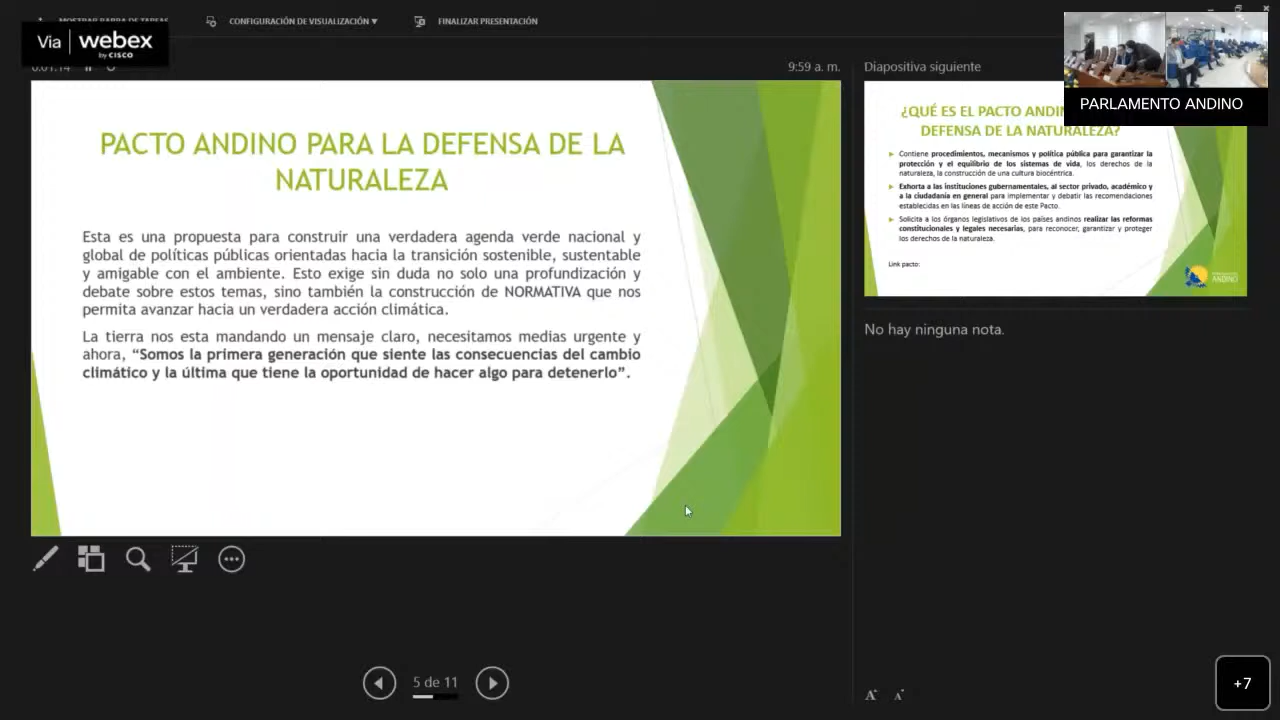 MOSTRAR BARRA DE TAREAS
CONFIGURACIÓN DE VISUALIZACIÓN ▼
FINALIZAR PRESENTACIÓN
Via
webex
by CISCO
9:59 a. m.
Diapositiva siguiente
PARLAMENTO ANDINO
PACTO ANDINO PARA LA DEFENSA DE LA
NATURALEZA
Esta es una propuesta para construir una verdadera agenda verde nacional y
global de políticas públicas orientadas hacia la transición sostenible, sustentable
y amigable con el ambiente. Esto exige sin duda no solo una profundización y
debate sobre estos temas, sino también la construcción de NORMATIVA que nos
permita avanzar hacia un verdadera acción climática.
La tierra nos esta mandando un mensaje claro, necesitamos medias urgente y
ahora, “Somos la primera generación que siente las consecuencias del cambio
climático y la última que tiene la oportunidad de hacer algo para detenerlo”.
¿QUÉ ES EL PACTO ANDIN
DEFENSA DE LA NATURALEZA?
Contiene procedimientos, mecanismos y política pública para garantizar la
protección y el equilibrio de los sistemas de vida, los derechos de la
naturaleza, la construcción de una cultura biocéntrica.
Exhorta a las instituciones gubernamentales, al sector privado, académico y
a la ciudadanía en general para implementar y debatir las recomendaciones
establecidas en las líneas de acción de este Pacto.
Solicita a los órganos legislativos de los países andinos realizar las reformas
constitucionales y legales necesarias, para reconocer, garantizar y proteger
los derechos de la naturaleza.
Link pacto:
ANDINO
No hay ninguna nota.
5 de 11
A A
+7